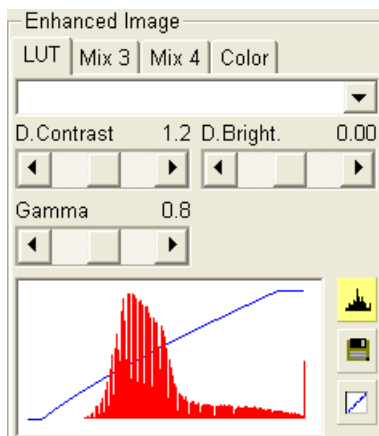 Enhanced Image
LUT Mix 3 Mix 4 Color
D.Contrast 1.2 D.Bright. 0.00
Gamma 0.8